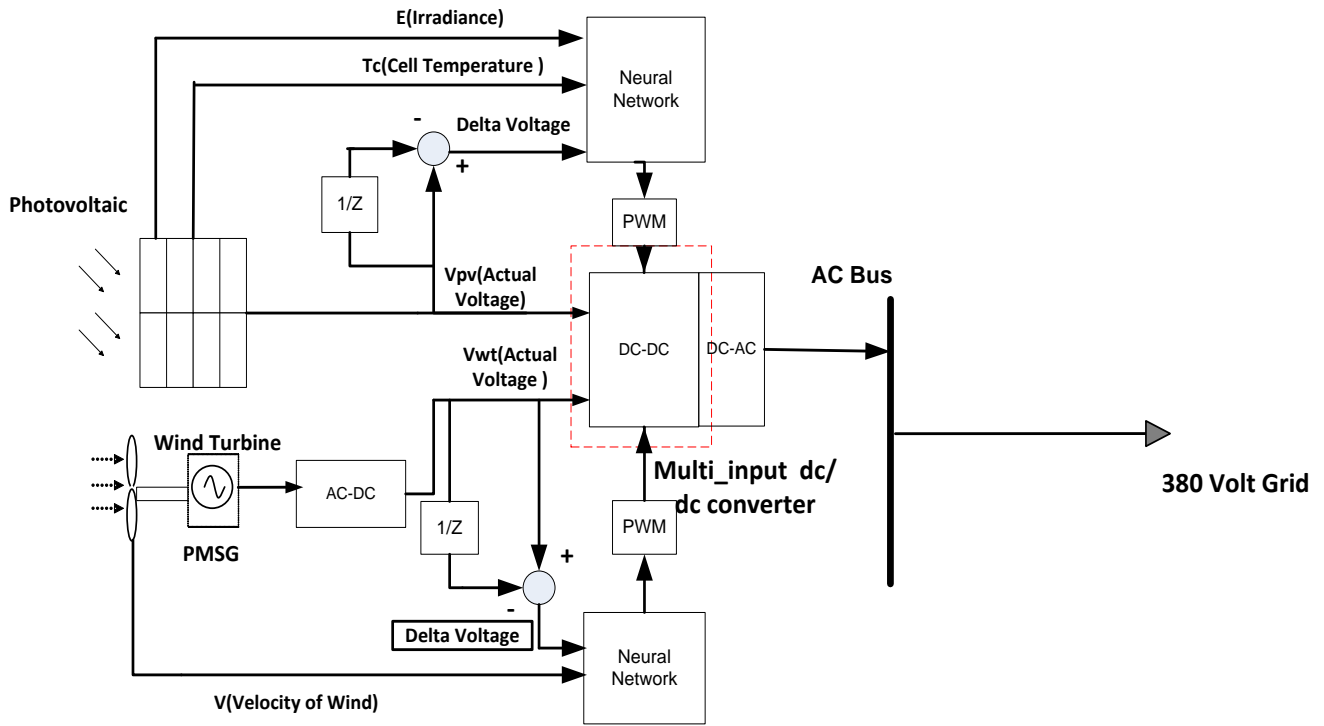 E(Irradiance)
Tc(Cell Temperature )
Neural
Network
-
Delta Voltage
+
1/Z
Photovoltaic
PWM
Vpv(Actual
Voltage)
AC Bus
DC-DC
DC-AC
Vwt(Actual
Voltage )
Wind Turbine
Multi_input dc/
dc converter
380 Volt Grid
AC-DC
1/Z
PWM
PMSG
+
-
Delta Voltage
Neural
Network
V(Velocity of Wind)